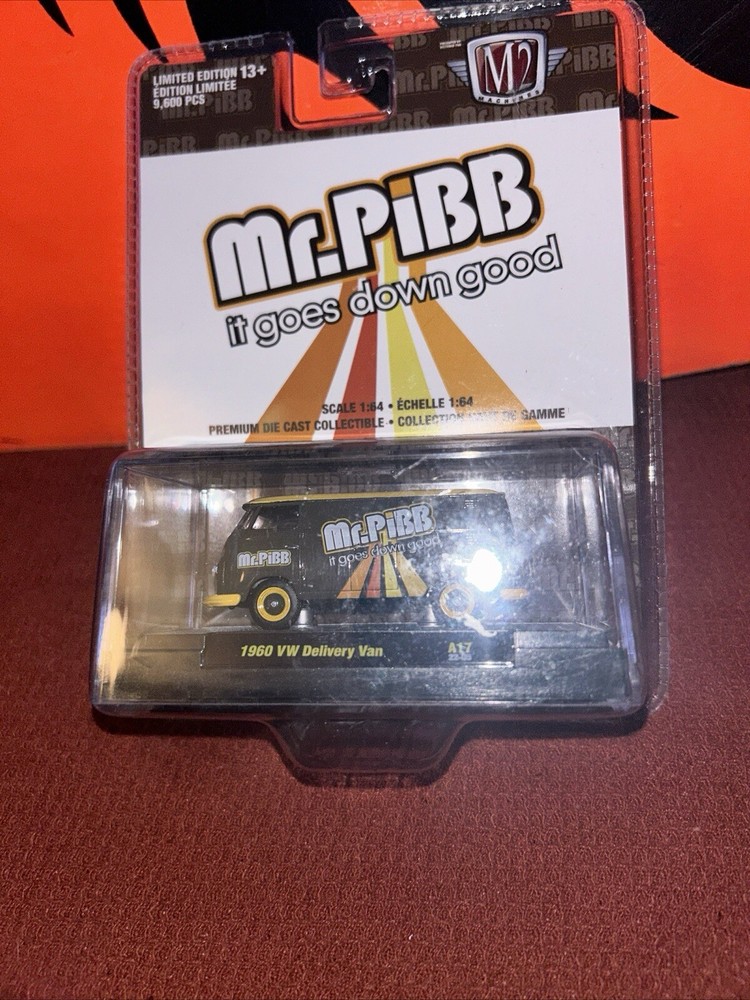 LIMITED EDITION 13+
ÉDITION LIMITÉE
9,600 PCS
M2
MACHINES
Mr.PiBB
it goes down good
SCALE 1:64 • ÉCHELLE 1:64
PREMIUM DIE CAST COLLECTIBLE • COLLECTION DE GAMME
Mr.PiBB
Mr.PiBB
it goes down good
1960 VW Delivery Van
A17